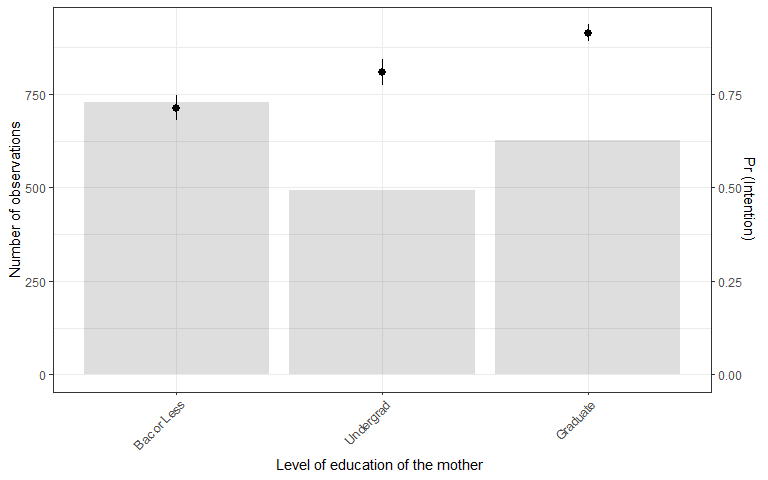 Number of observations
750
500
250
0
0.75
0.50
0.25
0.00
Pr (Intention)
Bac or Less
Undergrad
Graduate
Level of education of the mother